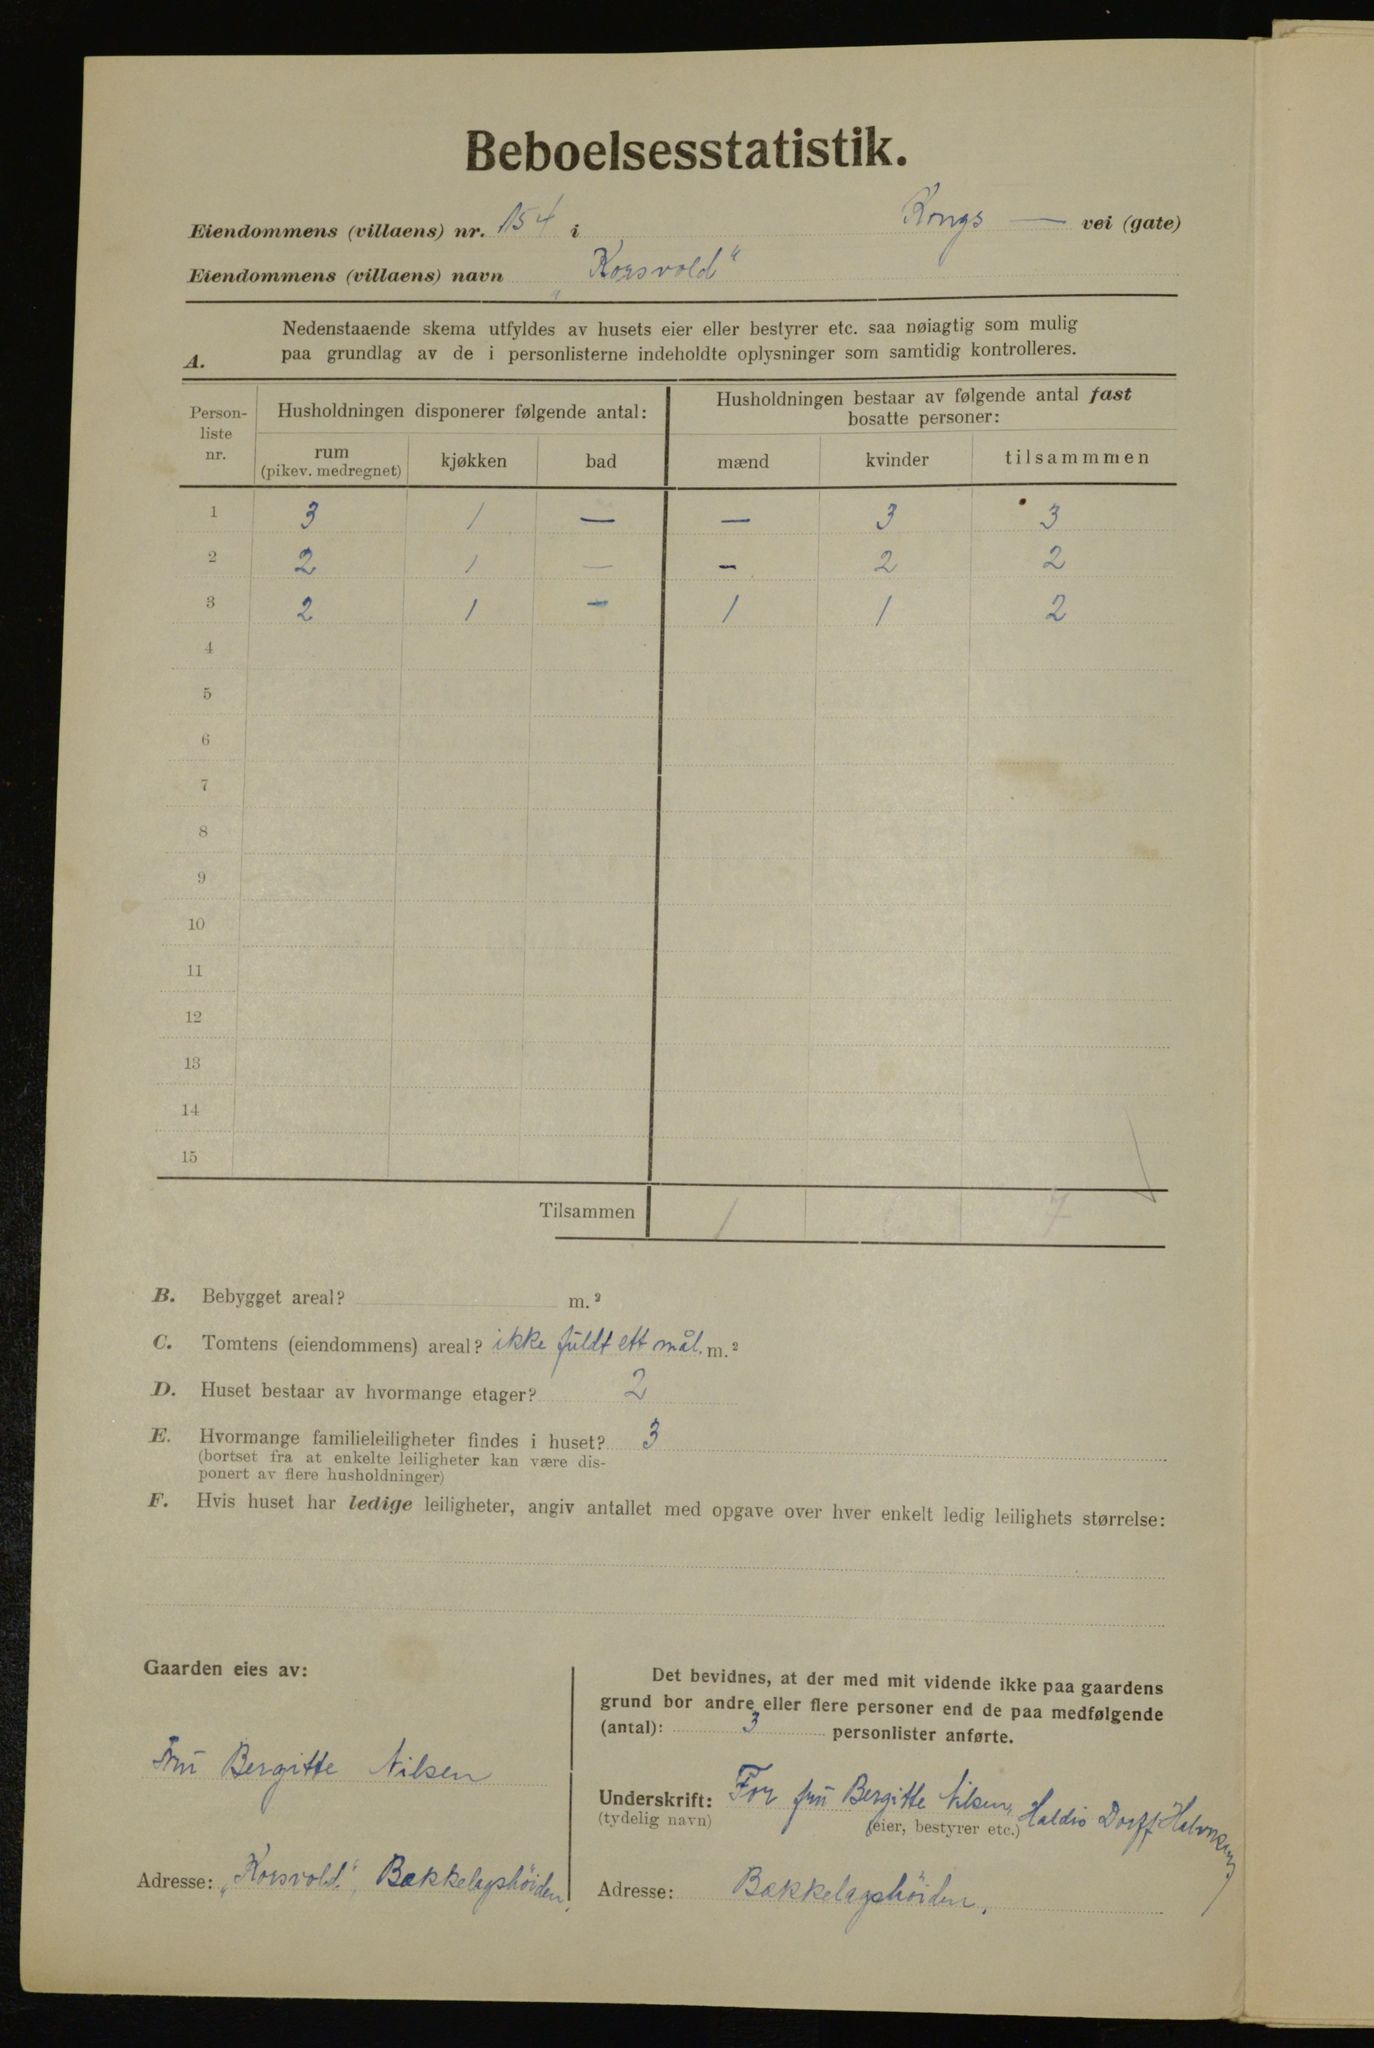 Beboelsesstatistik.
Eiendommens (villaens) nr. 154 i Kongs — vei (gate)
Eiendommens (villaens) navn „Korsvold“
A. Nedenstaaende skema utfyldes av husets eier eller bestyrer etc. saa nøiagtig som mulig
paa grundlag av de i personlisterne indeholdte oplysninger som samtidig kontrolleres.
Person-
liste
nr.
Husholdningen disponerer følgende antal:
Husholdningen bestaar av følgende antal fast
bosatte personer:
rum
(pikev. medregnet)
kjøkken bad mænd kvinder tilsammmen
1 3 1 — — 3 3
2 2 1 — - 2 2
3 2 1 - 1 1 2
4
5
6
7
8
9
10
11
12
13
14
15
Tilsammen 1 7
B. Bebygget areal? m.²
C. Tomtens (eiendommens) areal? ikke fuldt ett mål. m.²
D. Huset bestaar av hvormange etager? 2
E. Hvormange familieleiligheter findes i huset? 3
(bortset fra at enkelte leiligheter kan være dis-
ponert av flere husholdninger)
F. Hvis huset har ledige leiligheter, angiv antallet med opgave over hver enkelt ledig leilighets størrelse:
Gaarden eies av:
Fru Bergitte Nilsen
Adresse: „Korsvold“, Bækkelagshöiden,
Det bevidnes, at der med mit vidende ikke paa gaardens
grund bor andre eller flere personer end de paa medfølgende
(antal): 3 personlister anførte.
Underskrift: For fru Bergitte Nilsen, Haldis Dorff
(tydelig navn) (eier, bestyrer etc.)
Adresse: Bækkelagshöiden,